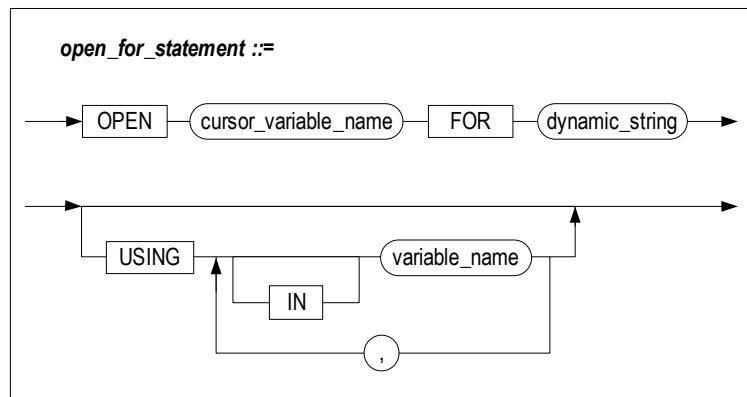 open_for_statement ::=
OPEN cursor_variable_name FOR dynamic_string
USING variable_name
IN
,